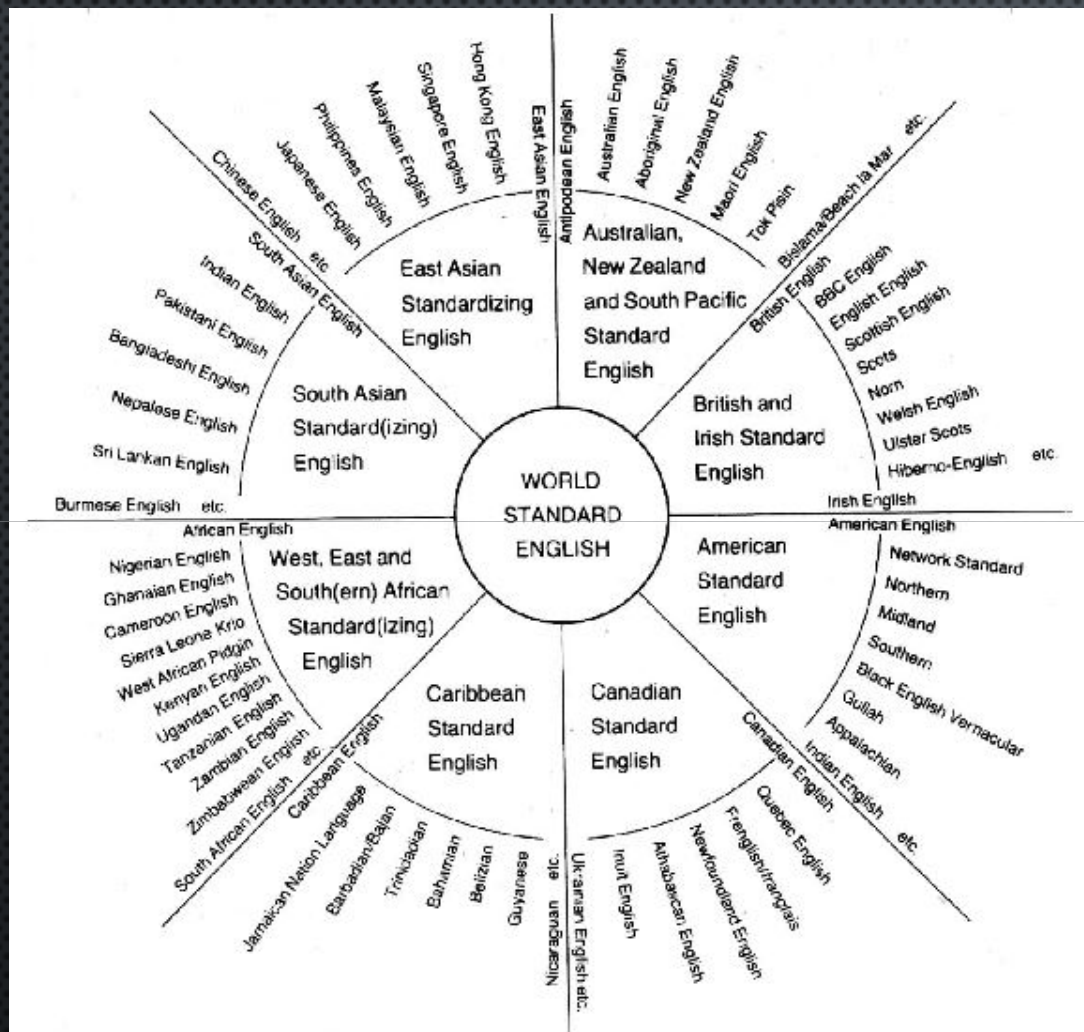 WORLD
STANDARD
ENGLISH
Antipodean English
Australian,
New Zealand
and South Pacific
Standard
English
Australian English
Aboriginal English
New Zealand English
Maori English
Tok Pisin
Bislama/Beach la Mar etc.
British English
British and
Irish Standard
English
BBC English
English English
Scottish English
Scots
Norn
Welsh English
Ulster Scots
Hiberno-English etc.
Irish English
American English
American
Standard
English
Network Standard
Northern
Midland
Southern
Black English Vernacular
Gullah
Appalachian
Indian English etc.
Canadian English
Canadian
Standard
English
Quebec English
Frenglish/franglais
Newfoundland English
Athabascan English
Inuit English
Ukrainian English etc.
Caribbean English
Caribbean
Standard
English
Jamaican Nation Language
Barbadian/Bajan
Trinidadian
Bahamian
Belizian
Guyanese
Nicaraguan etc.
African English
West, East and
South(ern) African
Standard(izing)
English
Nigerian English
Ghanaian English
Cameroon English
Sierra Leone Krio
West African Pidgin
Kenyan English
Ugandan English
Tanzanian English
Zambian English
Zimbabwean English
South African English etc
South Asian English
South Asian
Standard(izing)
English
Indian English
Pakistani English
Bangladeshi English
Nepalese English
Sri Lankan English
Burmese English etc.
East Asian English
East Asian
Standardizing
English
Hong Kong English
Singapore English
Malaysian English
Philippines English
Japanese English
Chinese English etc